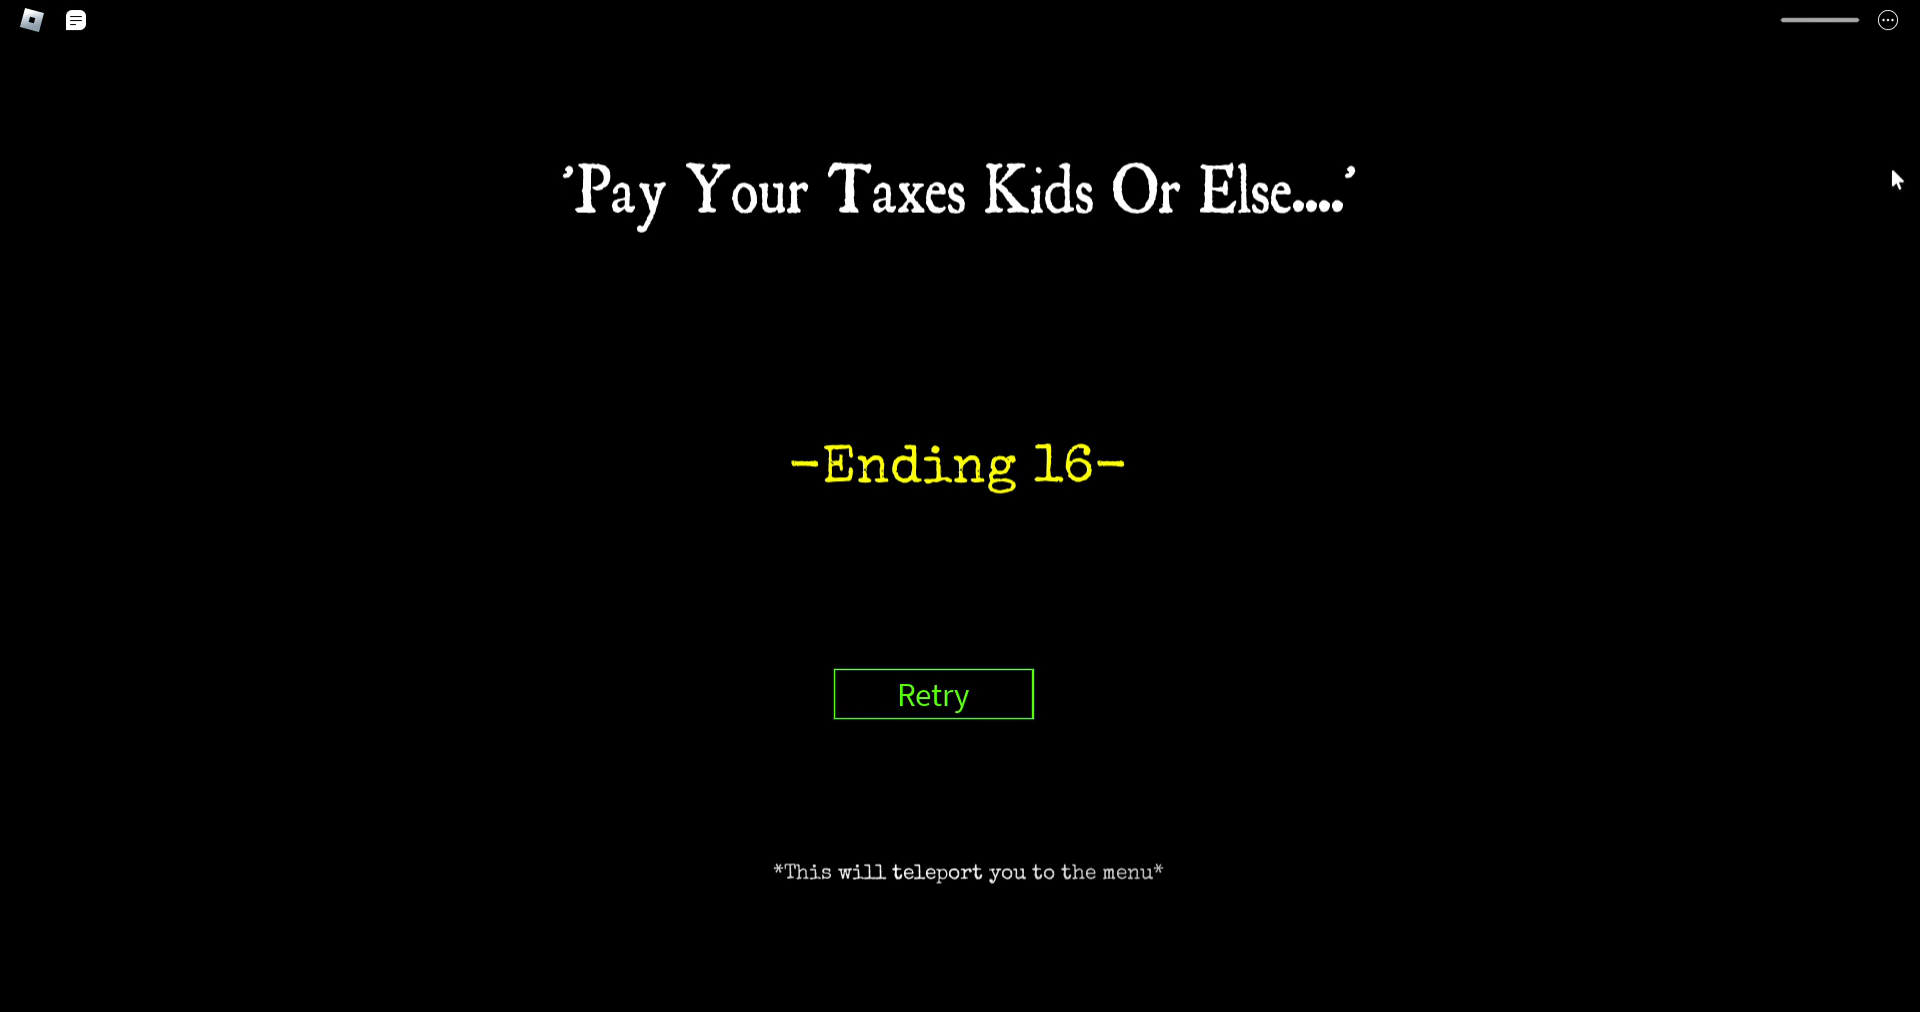 'Pay Your Taxes Kids Or Else....'
-Ending 16-
Retry
*This will teleport you to the menu*